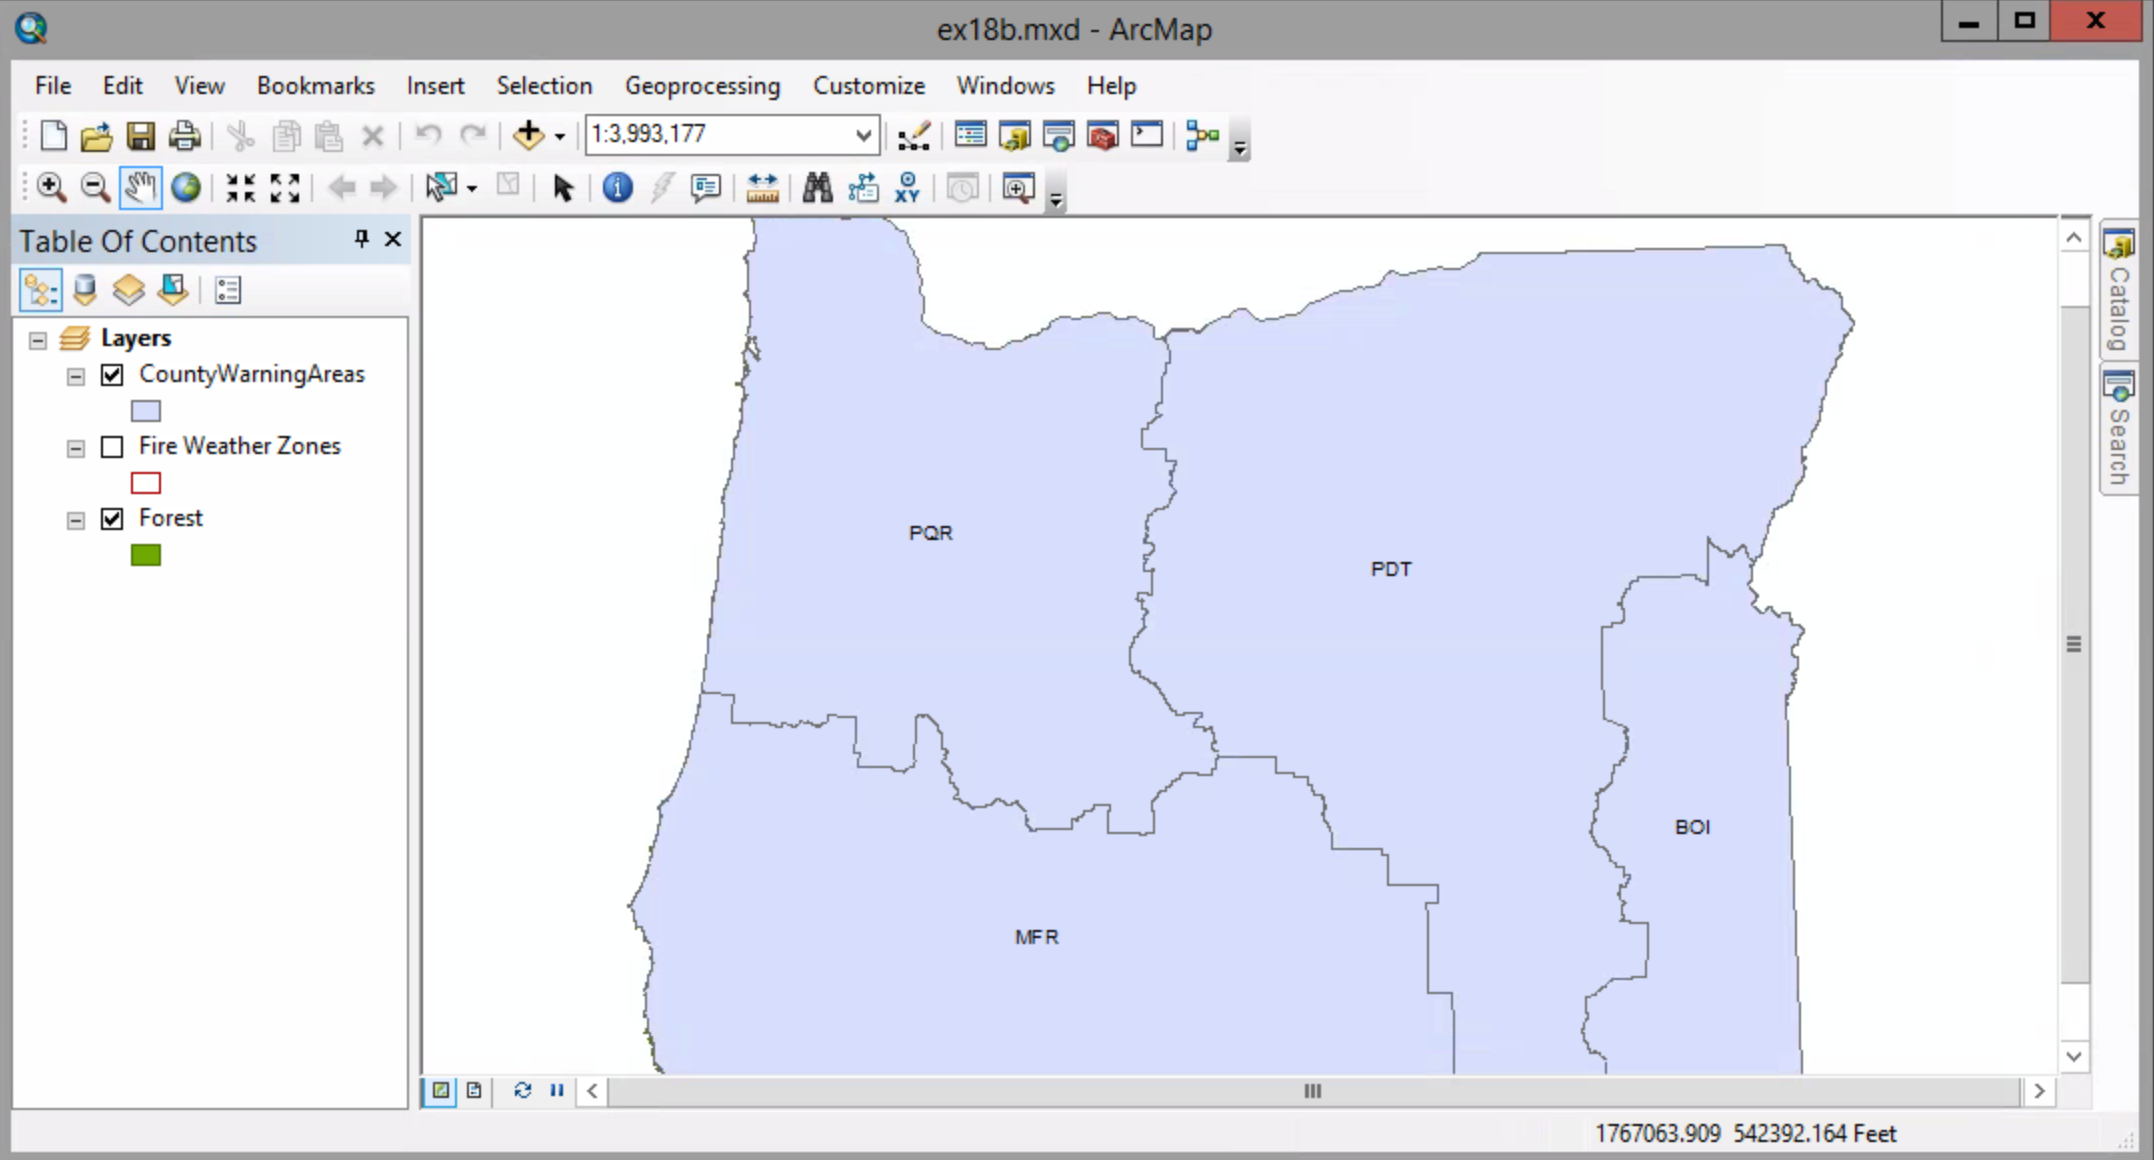 ex18b.mxd - ArcMap
File Edit View Bookmarks Insert Selection Geoprocessing Customize Windows Help
1:3,993,177
XY
Table Of Contents
Layers
CountyWarningAreas
Fire Weather Zones
Forest
PQR
PDT
BOI
MFR
Catalog
Search
1767063.909 542392.164 Feet